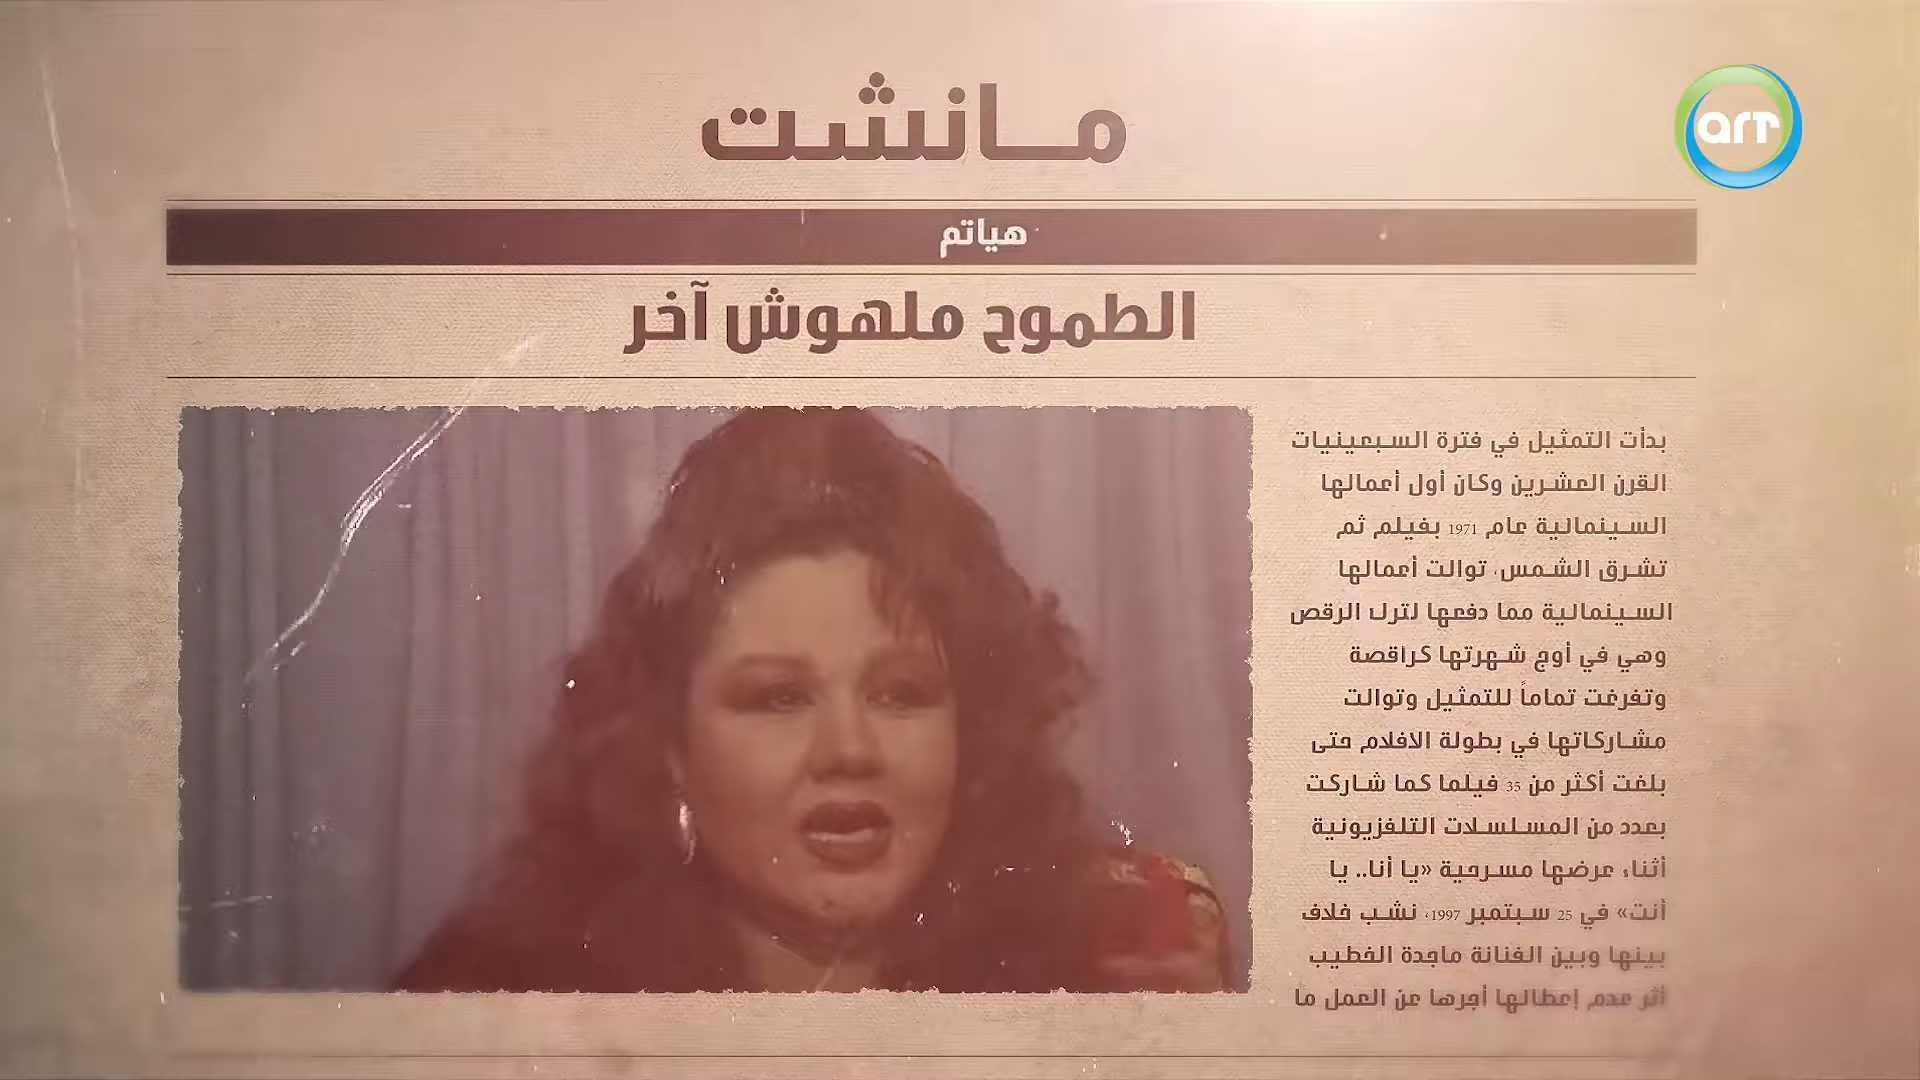 مانشت
art
هياتم
الطموح ملهوش آخر
بدأت التمثيل في فترة السبعينيات
القرن العشرين وكان أول أعمالها
السينمائية عام 1971 بفيلم ثم
تشرق الشمس، توالت أعمالها
السينمائية مما دفعها لترك الرقص
وهي في أوج شهرتها كراقصة
وتفرغت تماماً للتمثيل وتوالت
مشاركاتها في بطولة الافلام حتى
بلغت أكثر من 35 فيلما كما شاركت
بعدد من المسلسلات التلفزيونية
أثناء عرضها مسرحية «يا أنا.. يا
أنت» في 25 سبتمبر 1997، نشب خلاف
بينها وبين الفنانة ماجدة الخطيب
أثر عدم إعطائها أجرها عن العمل ما